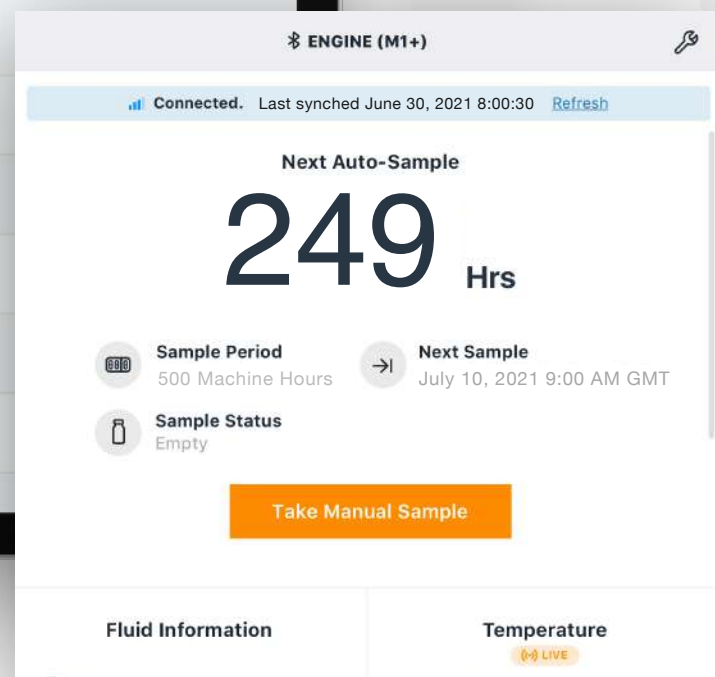 ENGINE (M1+)
Connected. Last synched June 30, 2021 8:00:30 Refresh
Next Auto-Sample
249 Hrs
Sample Period
500 Machine Hours
Next Sample
July 10, 2021 9:00 AM GMT
Sample Status
Empty
Take Manual Sample
Fluid Information
Temperature
LIVE